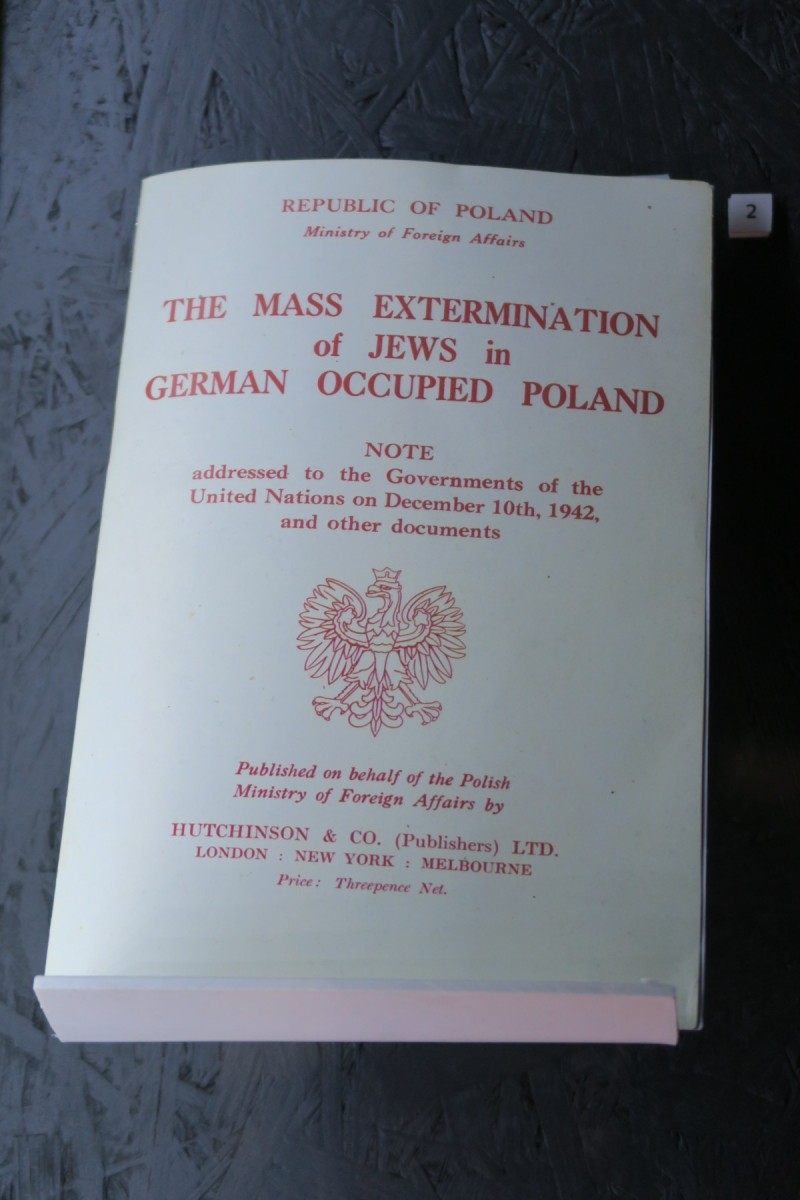 REPUBLIC OF POLAND
Ministry of Foreign Affairs
2
THE MASS EXTERMINATION
of JEWS in
GERMAN OCCUPIED POLAND
NOTE
addressed to the Governments of the
United Nations on December 10th, 1942,
and other documents
Published on behalf of the Polish
Ministry of Foreign Affairs by
HUTCHINSON & CO. (Publishers) LTD.
LONDON : NEW YORK : MELBOURNE
Price: Threepence Net.